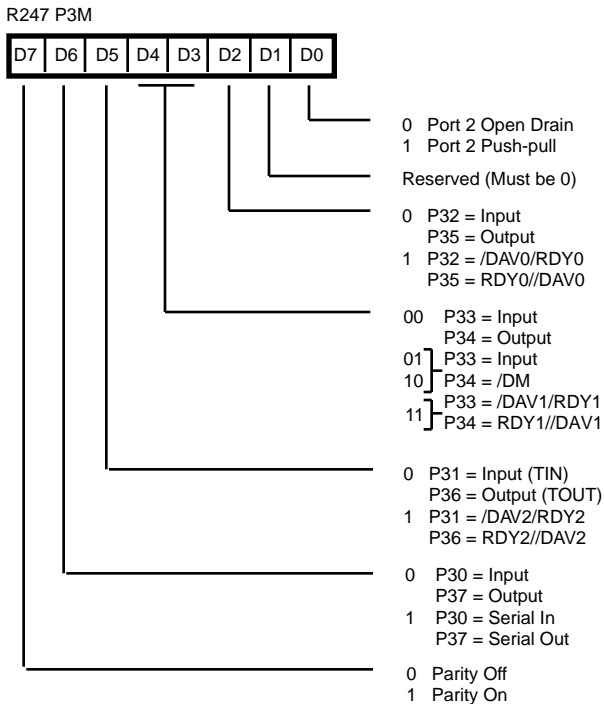 R247 P3M
D7 D6 D5 D4 D3 D2 D1 D0
0 Port 2 Open Drain
1 Port 2 Push-pull
Reserved (Must be 0)
0 P32 = Input
P35 = Output
1 P32 = /DAV0/RDY0
P35 = RDY0//DAV0
00 P33 = Input
P34 = Output
01 P33 = Input
10 P34 = /DM
11 P33 = /DAV1/RDY1
P34 = RDY1//DAV1
0 P31 = Input (TIN)
P36 = Output (TOUT)
1 P31 = /DAV2/RDY2
P36 = RDY2//DAV2
0 P30 = Input
P37 = Output
1 P30 = Serial In
P37 = Serial Out
0 Parity Off
1 Parity On